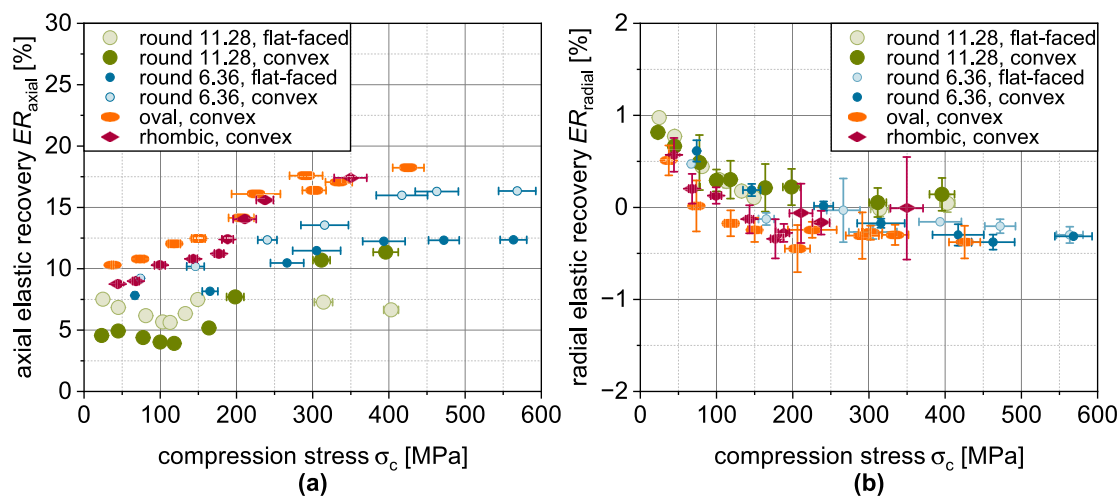 axial elastic recovery ER_axial [%]
30
25
20
15
10
5
0
round 11.28, flat-faced
round 11.28, convex
round 6.36, flat-faced
round 6.36, convex
oval, convex
rhombic, convex
0 100 200 300 400 500 600
compression stress σ_c [MPa]
(a)
radial elastic recovery ER_radial [%]
2
1
0
−1
−2
round 11.28, flat-faced
round 11.28, convex
round 6.36, flat-faced
round 6.36, convex
oval, convex
rhombic, convex
0 100 200 300 400 500 600
compression stress σ_c [MPa]
(b)